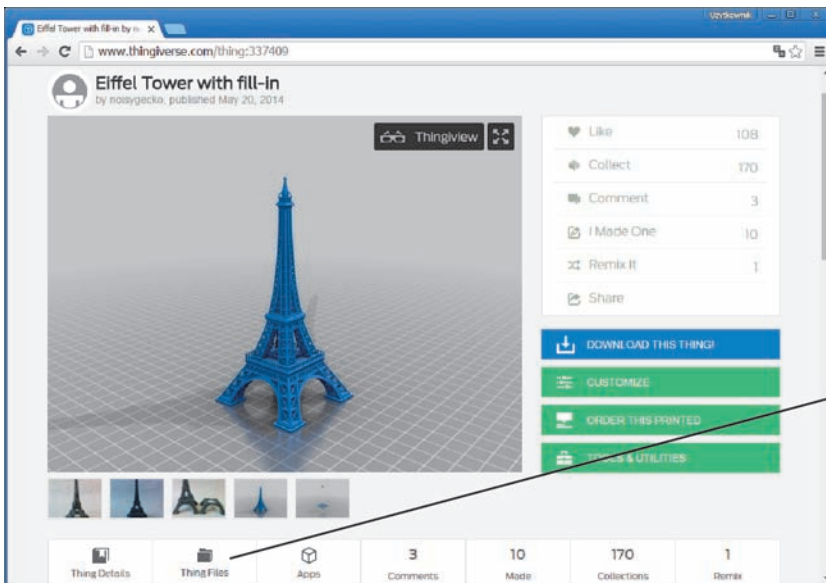 Użytkownik
Eiffel Tower with fill-in by n
www.thingiverse.com/thing:337409
Eiffel Tower with fill-in
by noisygecko, published May 20, 2014
Thingiview
Like 108
Collect 170
Comment 3
I Made One 10
Remix It 1
Share
DOWNLOAD THIS THING!
CUSTOMIZE
ORDER THIS PRINTED
TOOLS & UTILITIES
3 10 170 1
Thing Details Thing Files Apps Comments Made Collections Remix